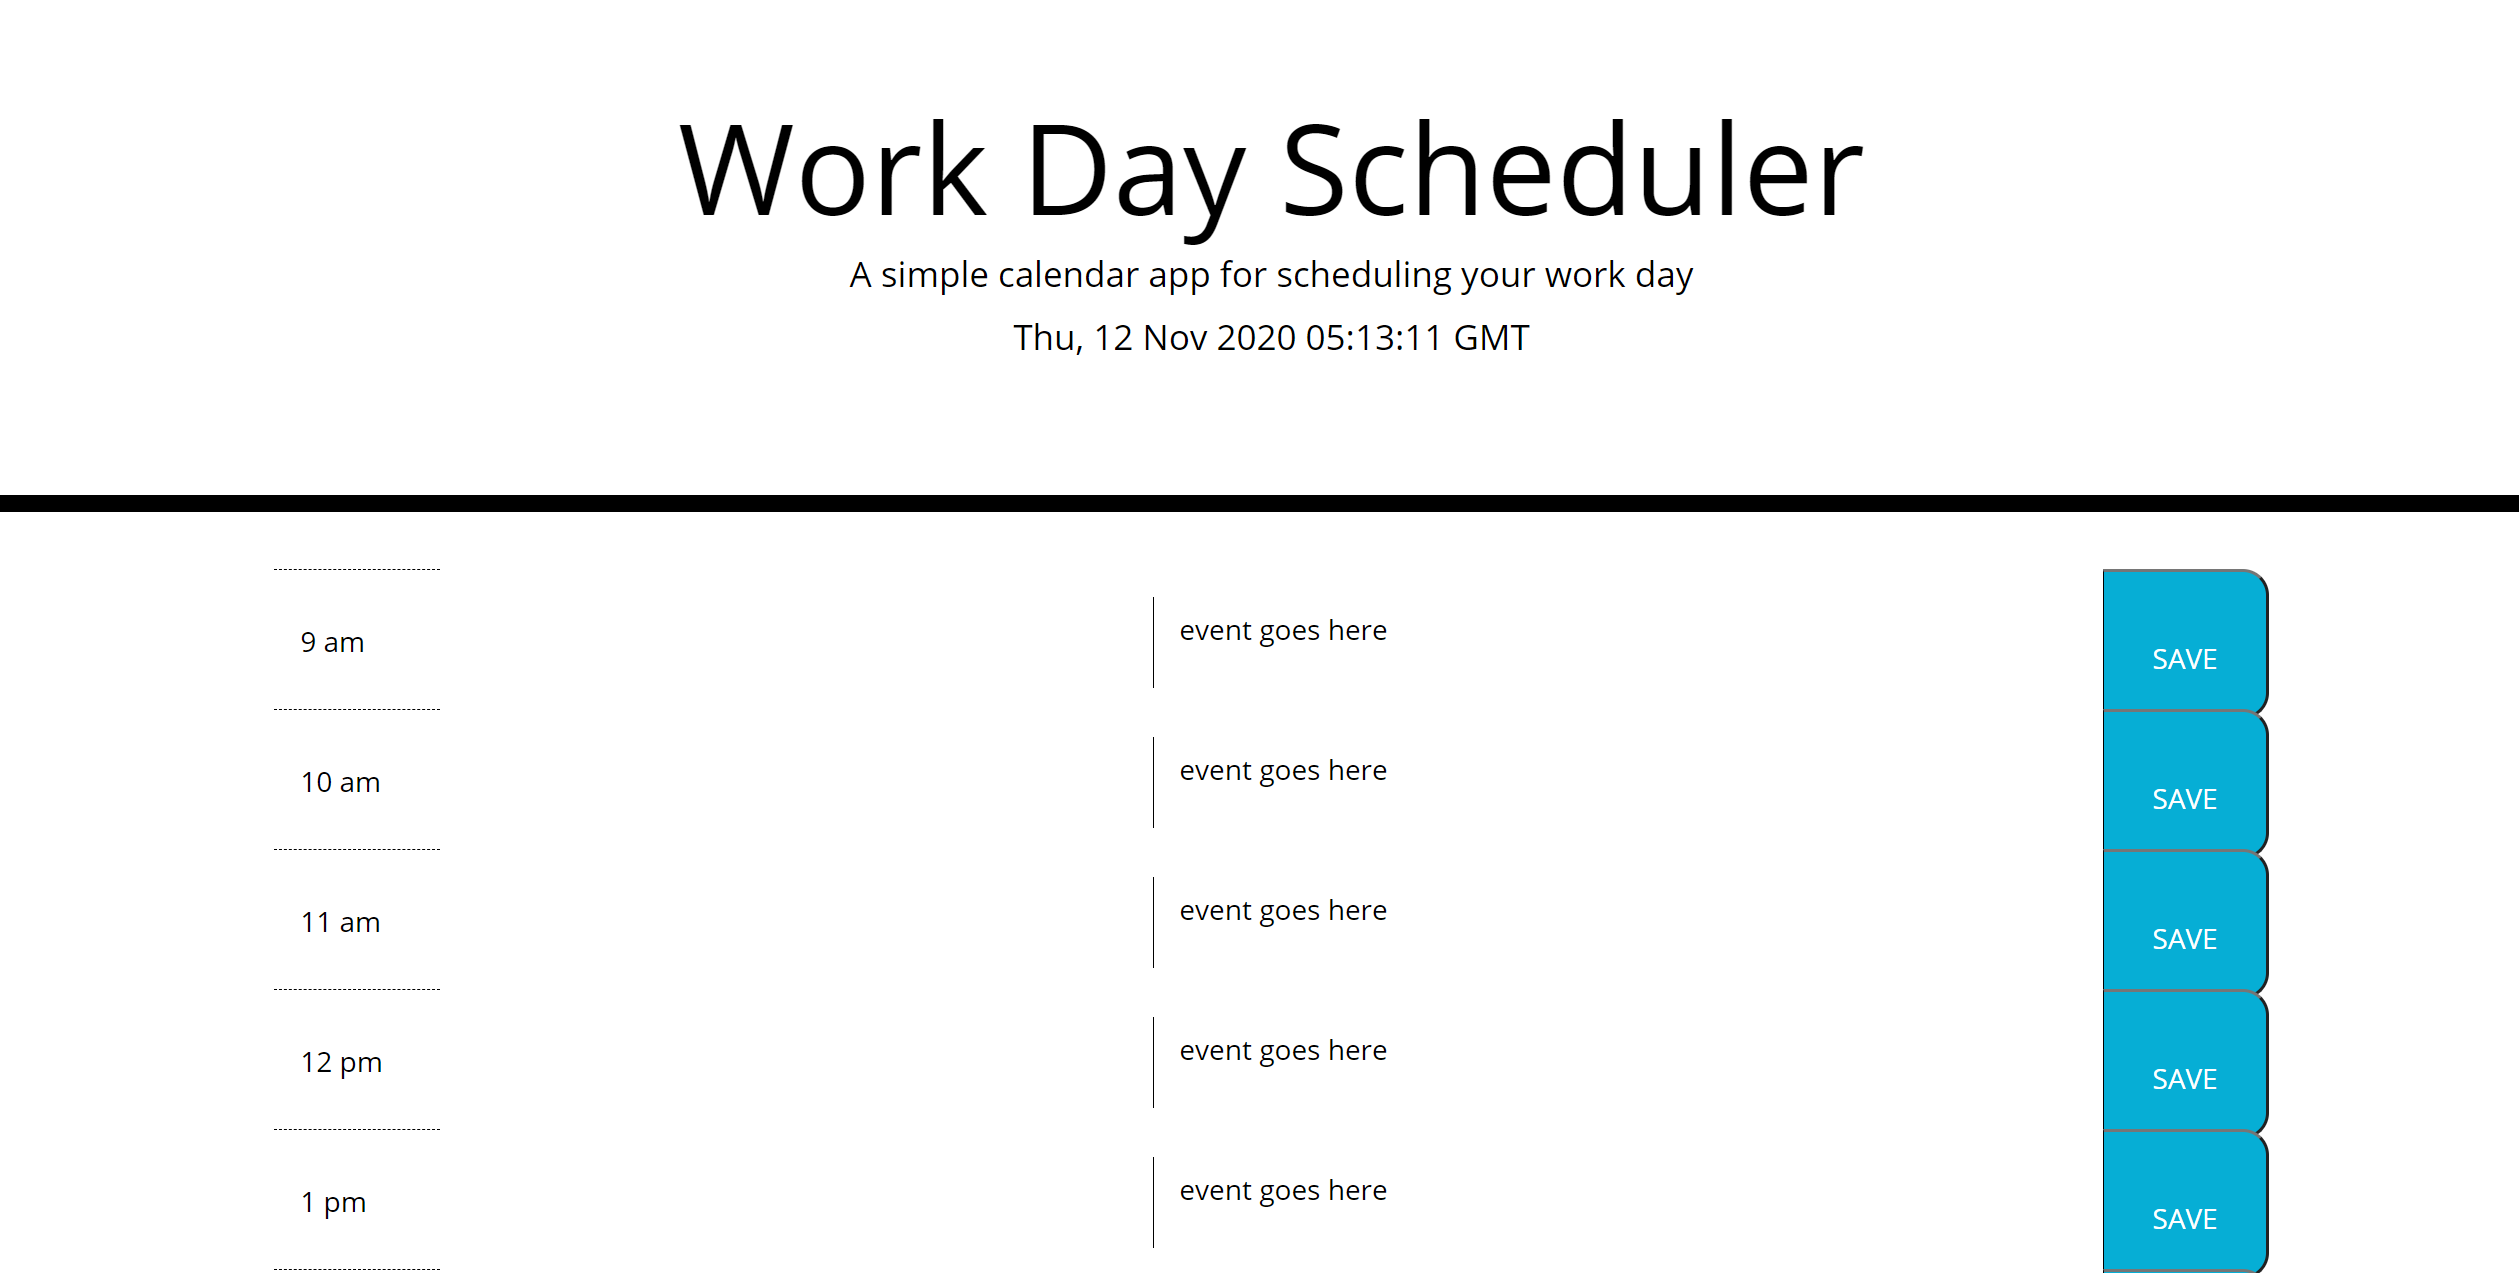 Work Day Scheduler
A simple calendar app for scheduling your work day
Thu, 12 Nov 2020 05:13:11 GMT
9 am
event goes here
SAVE
10 am
event goes here
SAVE
11 am
event goes here
SAVE
12 pm
event goes here
SAVE
1 pm
event goes here
SAVE